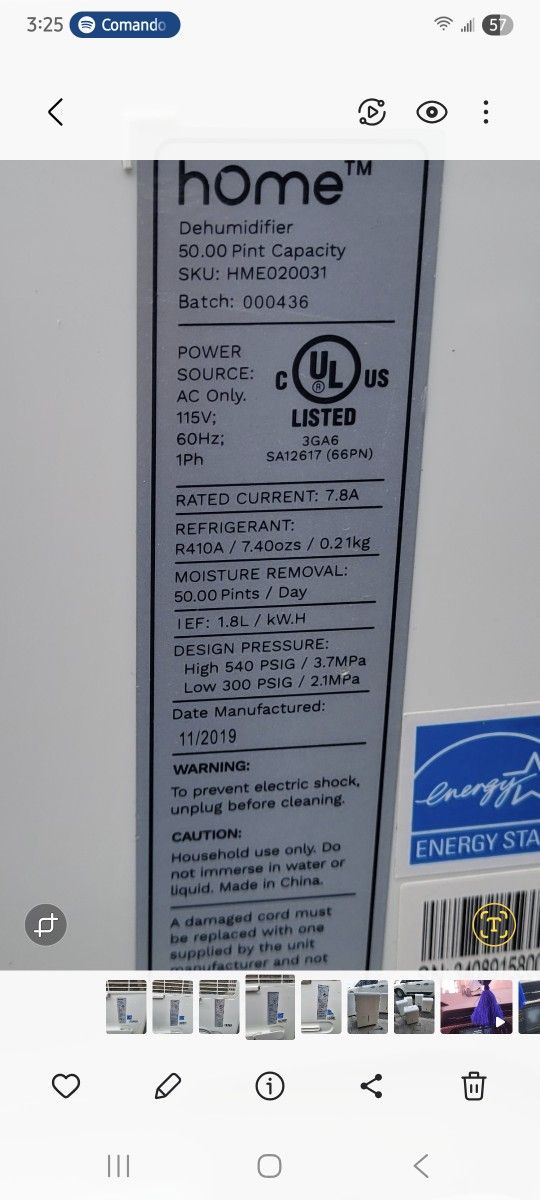 3:25
Comando
57
home™
Dehumidifier
50.00 Pint Capacity
SKU: HME020031
Batch: 000436
POWER
SOURCE:
AC Only.
115V;
60Hz;
1Ph
C UL ® US
LISTED
3GA6
SA12617 (66PN)
RATED CURRENT: 7.8A
REFRIGERANT:
R410A / 7.40ozs / 0.21kg
MOISTURE REMOVAL:
50.00 Pints / Day
IEF: 1.8L / kW.H
DESIGN PRESSURE:
High 540 PSIG / 3.7MPa
Low 300 PSIG / 2.1MPa
Date Manufactured:
11/2019
WARNING:
To prevent electric shock,
unplug before cleaning.
CAUTION:
Household use only. Do
not immerse in water or
liquid. Made in China.
A damaged cord must
be replaced with one
supplied by the unit
manufacturer and not
energy
ENERGY STA
T